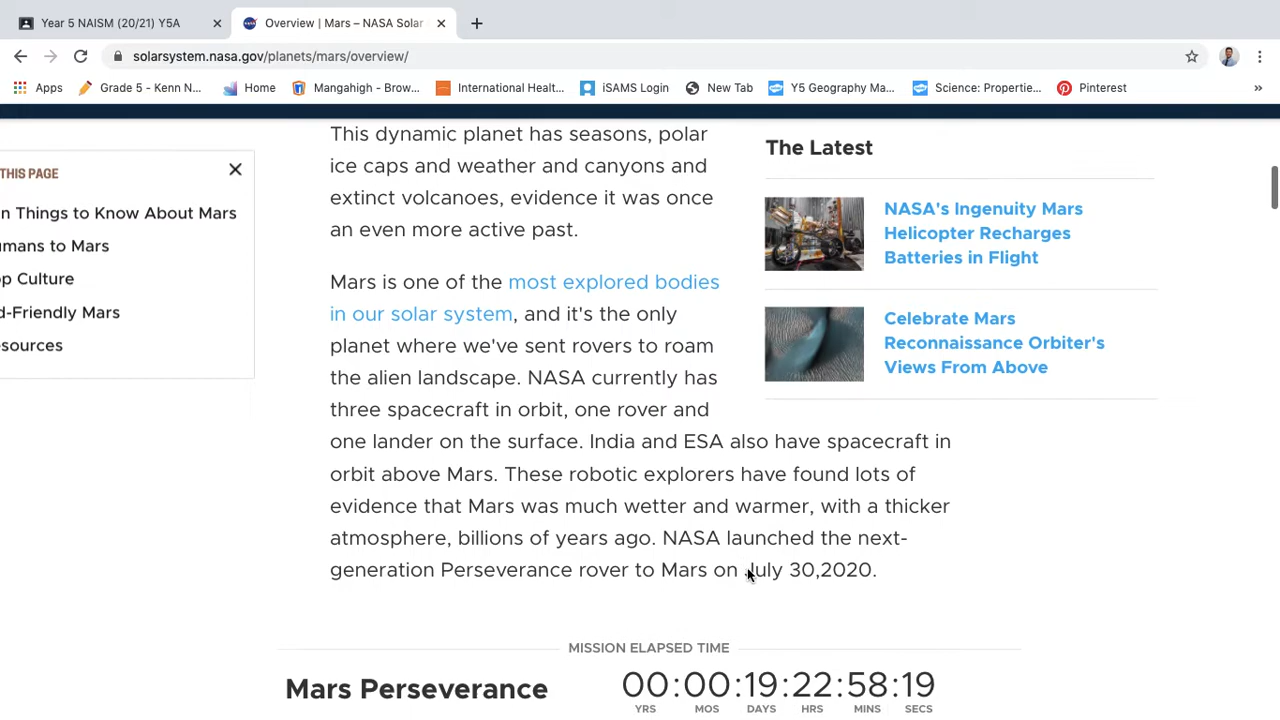 Year 5 NAISM (20/21) Y5A
Overview | Mars – NASA Solar
solarsystem.nasa.gov/planets/mars/overview/
Apps
Grade 5 - Kenn N...
Home
Mangahigh - Brow...
International Healt...
iSAMS Login
New Tab
Y5 Geography Ma...
Science: Propertie...
Pinterest
»
THIS PAGE
n Things to Know About Mars
umans to Mars
op Culture
d-Friendly Mars
sources
This dynamic planet has seasons, polar
ice caps and weather and canyons and
extinct volcanoes, evidence it was once
an even more active past.
Mars is one of the most explored bodies
in our solar system, and it's the only
planet where we've sent rovers to roam
the alien landscape. NASA currently has
three spacecraft in orbit, one rover and
one lander on the surface. India and ESA also have spacecraft in
orbit above Mars. These robotic explorers have found lots of
evidence that Mars was much wetter and warmer, with a thicker
atmosphere, billions of years ago. NASA launched the next-
generation Perseverance rover to Mars on July 30,2020.
The Latest
NASA's Ingenuity Mars
Helicopter Recharges
Batteries in Flight
Celebrate Mars
Reconnaissance Orbiter's
Views From Above
MISSION ELAPSED TIME
Mars Perseverance
00:00:19:22:58:19
YRS MOS DAYS HRS MINS SECS